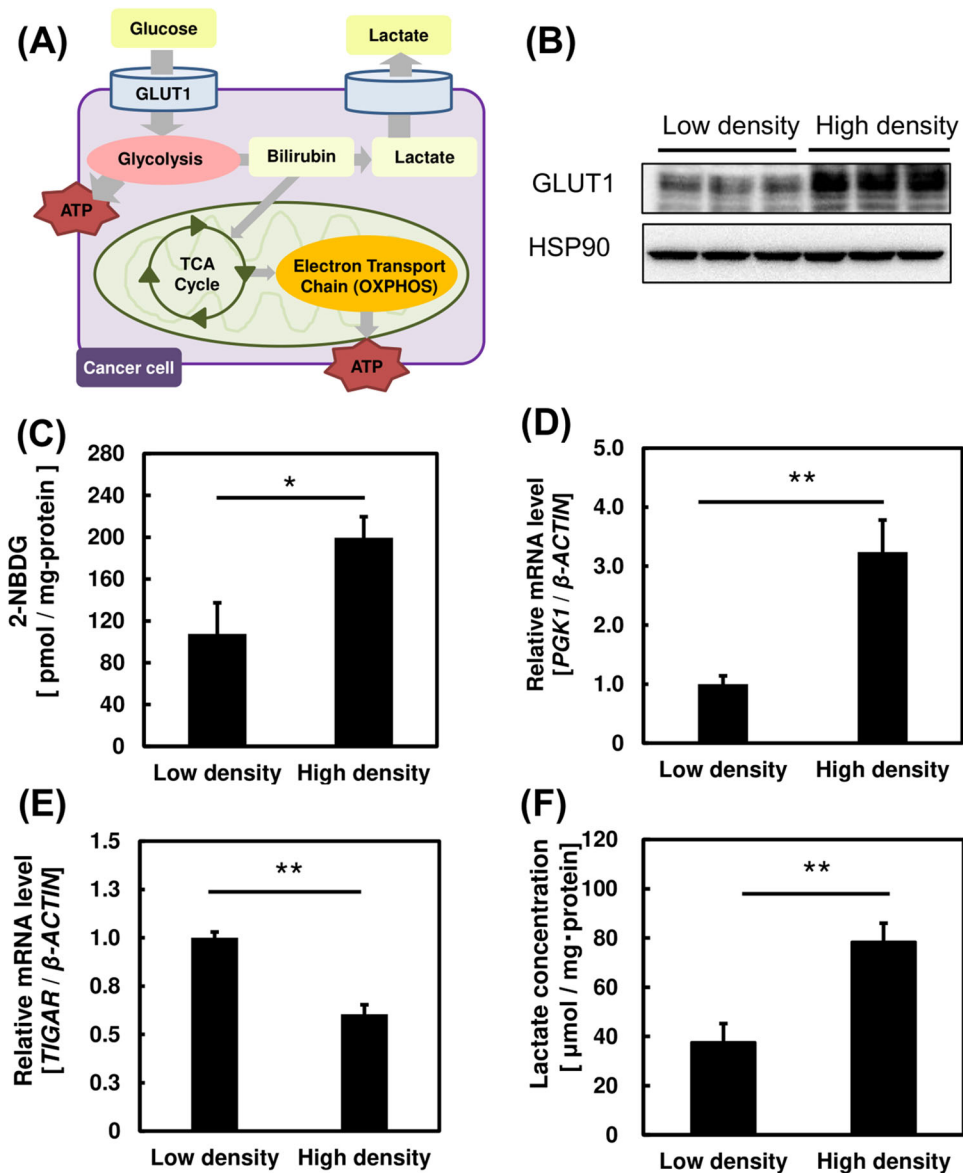 (A)
Glucose
Lactate
GLUT1
Glycolysis
Bilirubin
Lactate
ATP
TCA
Cycle
Electron Transport
Chain (OXPHOS)
ATP
Cancer cell
(B)
Low density
High density
GLUT1
HSP90
(C)
2-NBDG
[ pmol / mg-protein ]
280
240
200
160
120
80
40
0
*
Low density
High density
(D)
Relative mRNA level
[PGK1 / β-ACTIN]
4.0
3.0
2.0
1.0
0.0
**
Low density
High density
(E)
Relative mRNA level
[TIGAR / β-ACTIN]
1.5
1.3
1.0
0.8
0.5
0.3
0
**
Low density
High density
(F)
Lactate concentration
[ μmol / mg·protein ]
120
100
80
60
40
20
0
**
Low density
High density